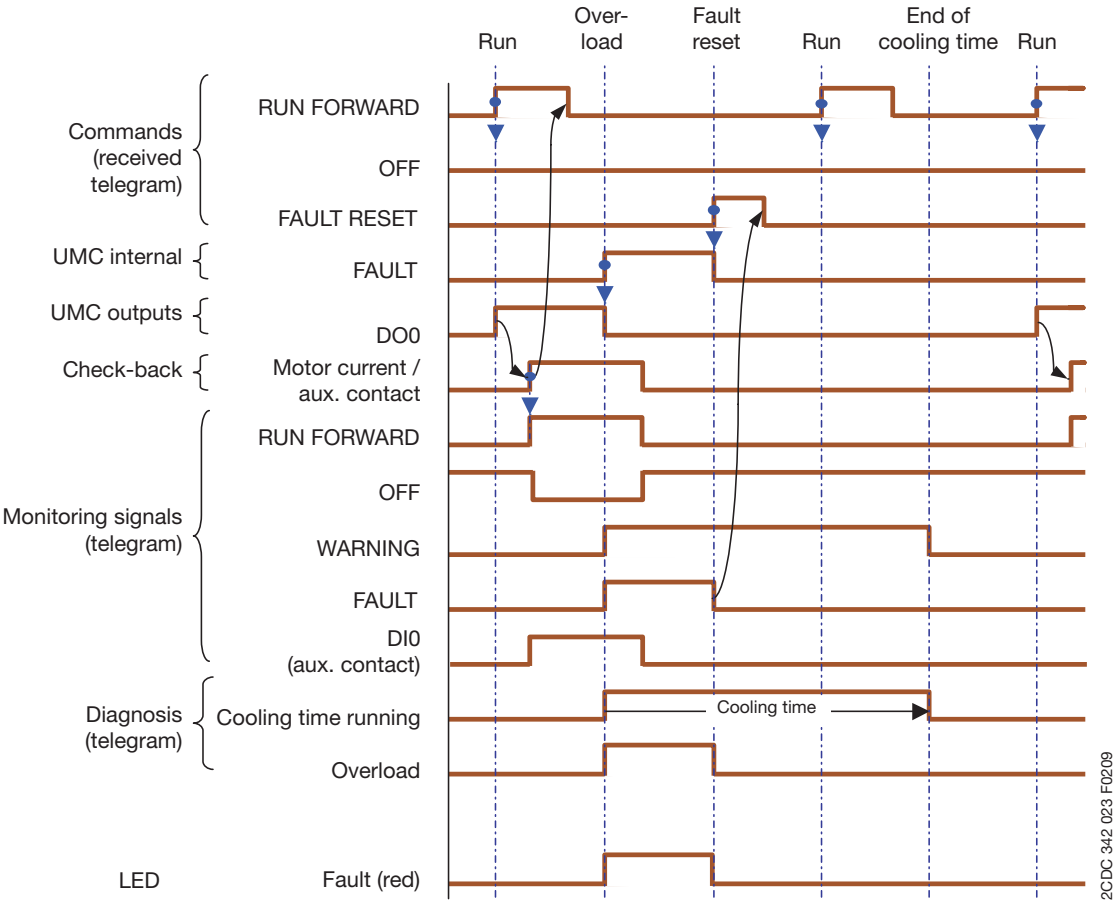 Run
Over-
load
Fault
reset
Run
End of
cooling time
Run
Commands
(received
telegram)
RUN FORWARD
OFF
FAULT RESET
UMC internal
FAULT
UMC outputs
DO0
Check-back
Motor current /
aux. contact
Monitoring signals
(telegram)
RUN FORWARD
OFF
WARNING
FAULT
DI0
(aux. contact)
Diagnosis
(telegram)
Cooling time running
Cooling time
Overload
LED
Fault (red)
2CDC 342 023 F0209